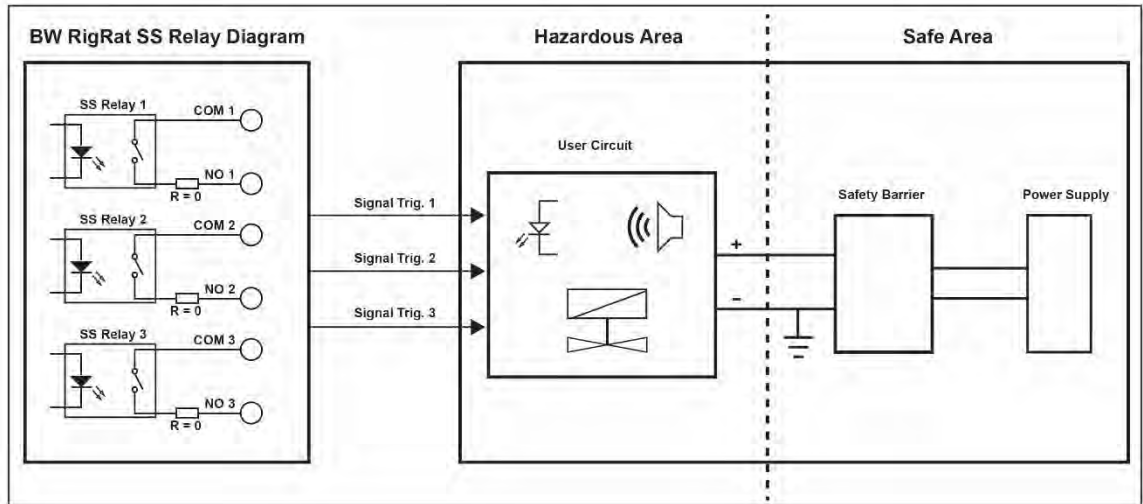 BW RigRat SS Relay Diagram
SS Relay 1
COM 1
NO 1
R = 0
SS Relay 2
COM 2
NO 2
R = 0
SS Relay 3
COM 3
NO 3
R = 0
Signal Trig. 1
Signal Trig. 2
Signal Trig. 3
Hazardous Area
User Circuit
+
−
Safe Area
Safety Barrier
Power Supply